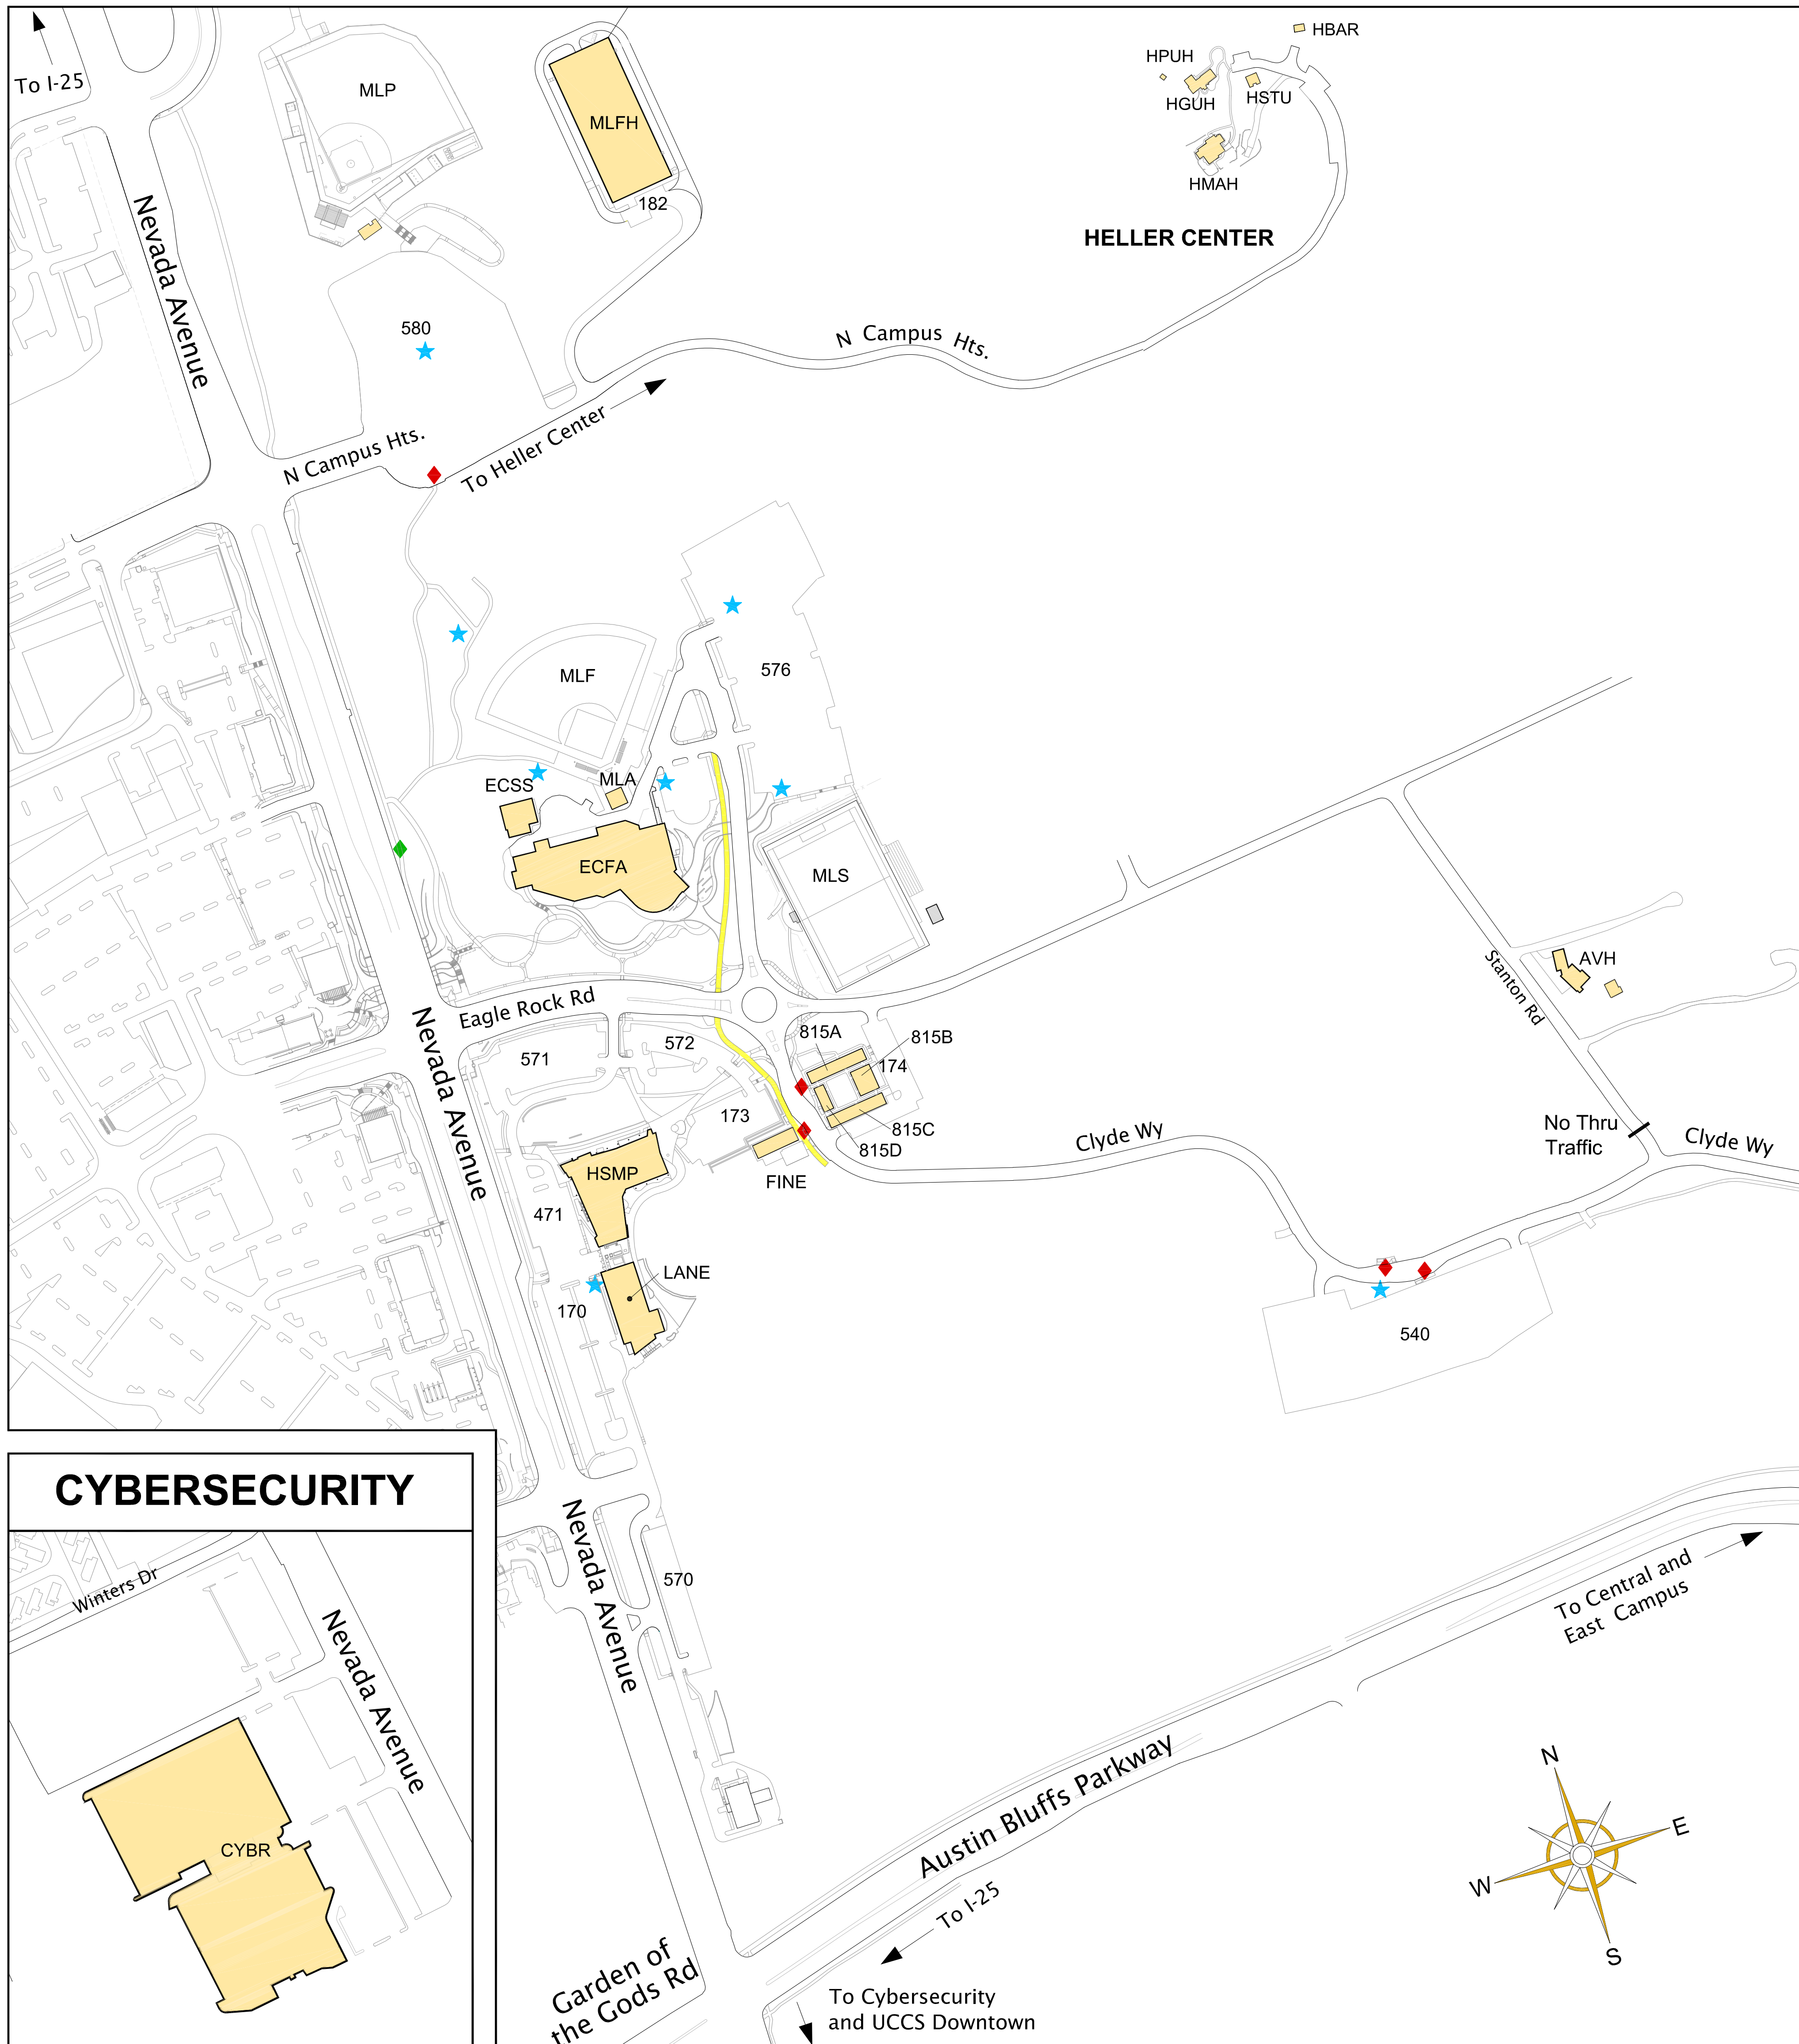 To I-25
MLP
MLFH
182
HBAR
HPUH
HGUH
HSTU
HMAH
HELLER CENTER
Nevada Avenue
580
N Campus Hts.
N Campus Hts.
To Heller Center
576
MLF
ECSS
MLA
ECFA
MLS
AVH
Stanton Rd
Eagle Rock Rd
Nevada Avenue
571
572
815A
815B
174
173
815C
815D
FINE
Clyde Wy
No Thru
Traffic
Clyde Wy
HSMP
471
LANE
170
540
CYBERSECURITY
Winters Dr
Nevada Avenue
CYBR
Nevada Avenue
570
To Central and
East Campus
Austin Bluffs Parkway
To I-25
Garden of
the Gods Rd
To Cybersecurity
and UCCS Downtown
N
E
W
S